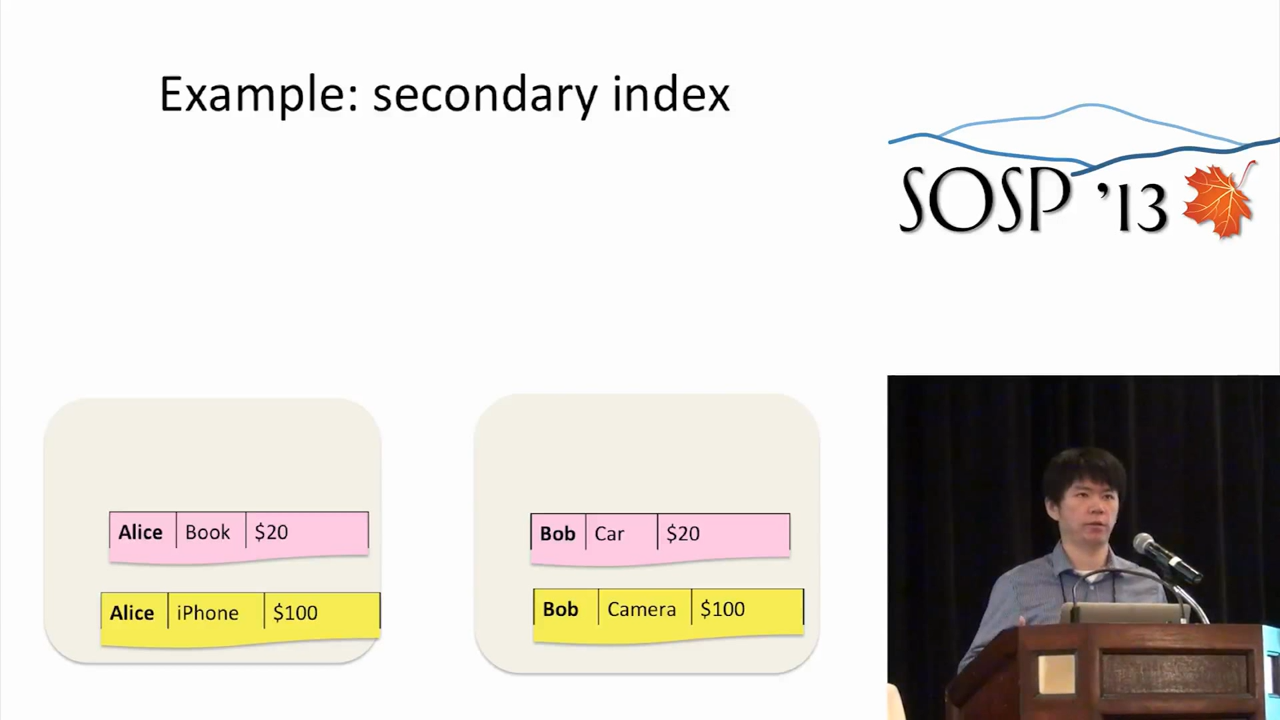 Example: secondary index
SOSP '13
Alice Book $20
Alice iPhone $100
Bob Car $20
Bob Camera $100